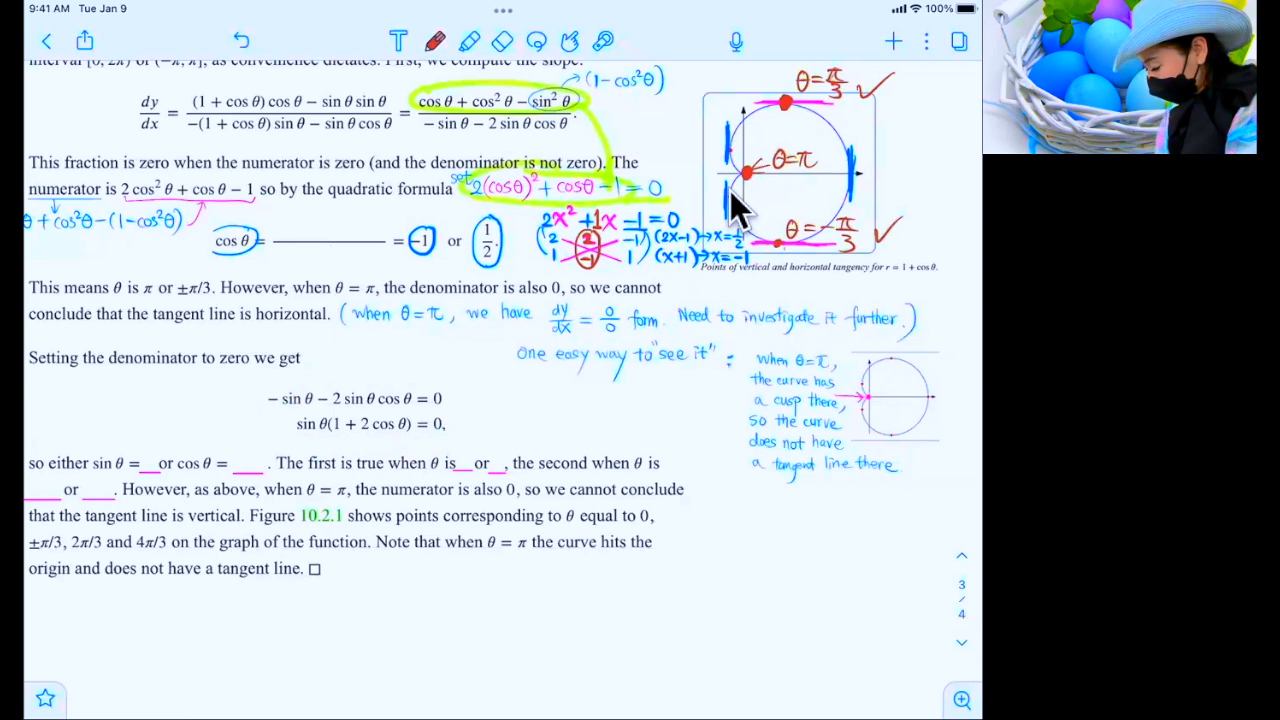 9:41 AM Tue Jan 9
100%
interval [0, 2π) or (−π, π], as convenience dictates. First, we compute the slope:
(1-cos²θ)
dy/dx = ((1 + cos θ) cos θ − sin θ sin θ)/(−(1 + cos θ) sin θ − sin θ cos θ) = (cos θ + cos² θ − sin² θ)/(− sin θ − 2 sin θ cos θ).
This fraction is zero when the numerator is zero (and the denominator is not zero). The
numerator is 2 cos² θ + cos θ − 1 so by the quadratic formula
set 2(cosθ)² + cosθ − 1 = 0
θ + cos²θ−(1−cos²θ)
cos θ = = −1 or 1/2.
2x² + 1x − 1 = 0
2 2 −1 (2x−1) → x = 1/2
1 −1 1 (x+1) → x = −1
θ = π/3 ✓
θ = π
θ = −π/3 ✓
Points of vertical and horizontal tangency for r = 1 + cos θ.
This means θ is π or ±π/3. However, when θ = π, the denominator is also 0, so we cannot
conclude that the tangent line is horizontal. (when θ = π, we have dy/dx = 0/0 form. Need to investigate it further.)
Setting the denominator to zero we get
One easy way to "see it" :
when θ=π,
the curve has
a cusp there,
so the curve
does not have
a tangent line there.
− sin θ − 2 sin θ cos θ = 0
sin θ(1 + 2 cos θ) = 0,
so either sin θ = __ or cos θ = ___ . The first is true when θ is __ or __, the second when θ is
____ or ____. However, as above, when θ = π, the numerator is also 0, so we cannot conclude
that the tangent line is vertical. Figure 10.2.1 shows points corresponding to θ equal to 0,
±π/3, 2π/3 and 4π/3 on the graph of the function. Note that when θ = π the curve hits the
origin and does not have a tangent line. □
3
/
4